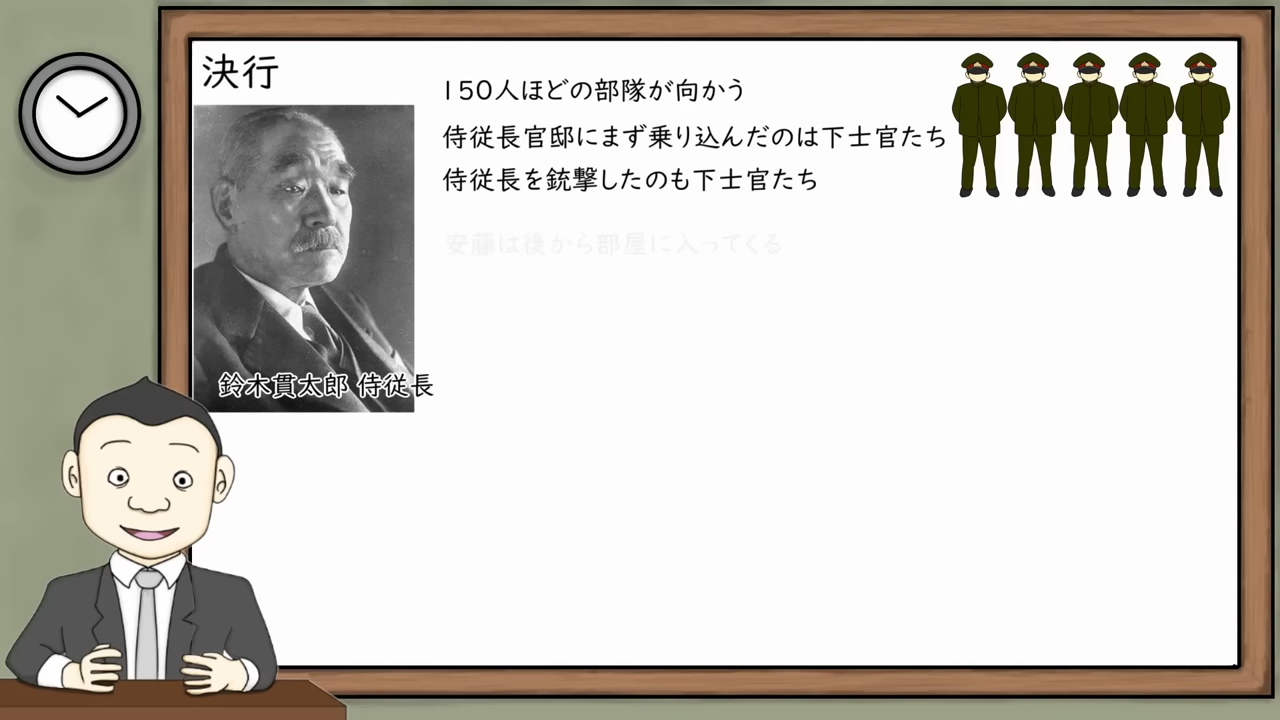 決行
150人ほどの部隊が向かう
侍従長官邸にまず乗り込んだのは下士官たち
侍従長を銃撃したのも下士官たち
安藤は後から部屋に入ってくる
鈴木貫太郎 侍従長